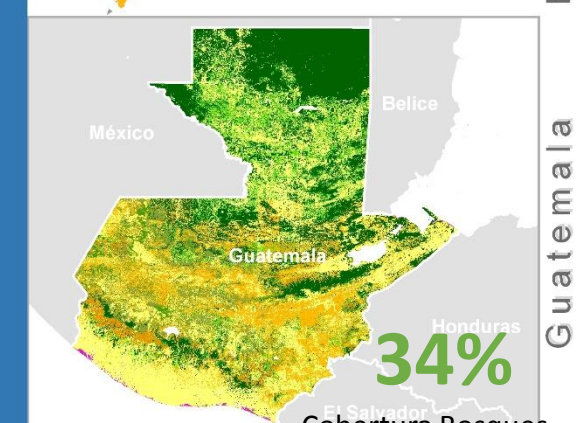 Belice
México
Guatemala
Guatemala
Honduras
34%
El Salvador
Cobertura Bosques